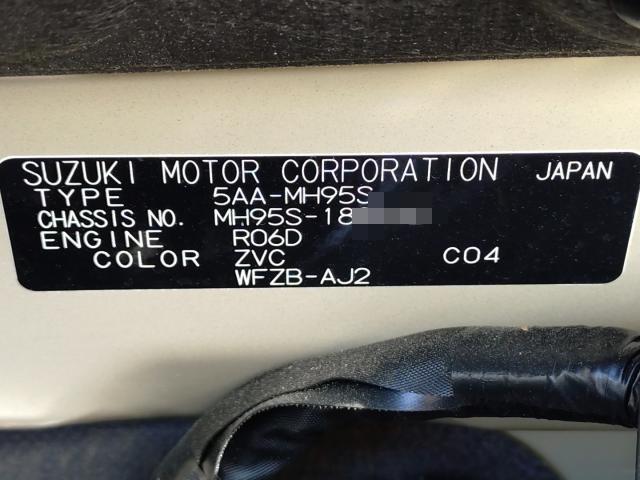 SUZUKI MOTOR CORPORATION JAPAN
TYPE 5AA-MH95S
CHASSIS NO. MH95S-18
ENGINE R06D
COLOR ZVC C04
WFZB-AJ2